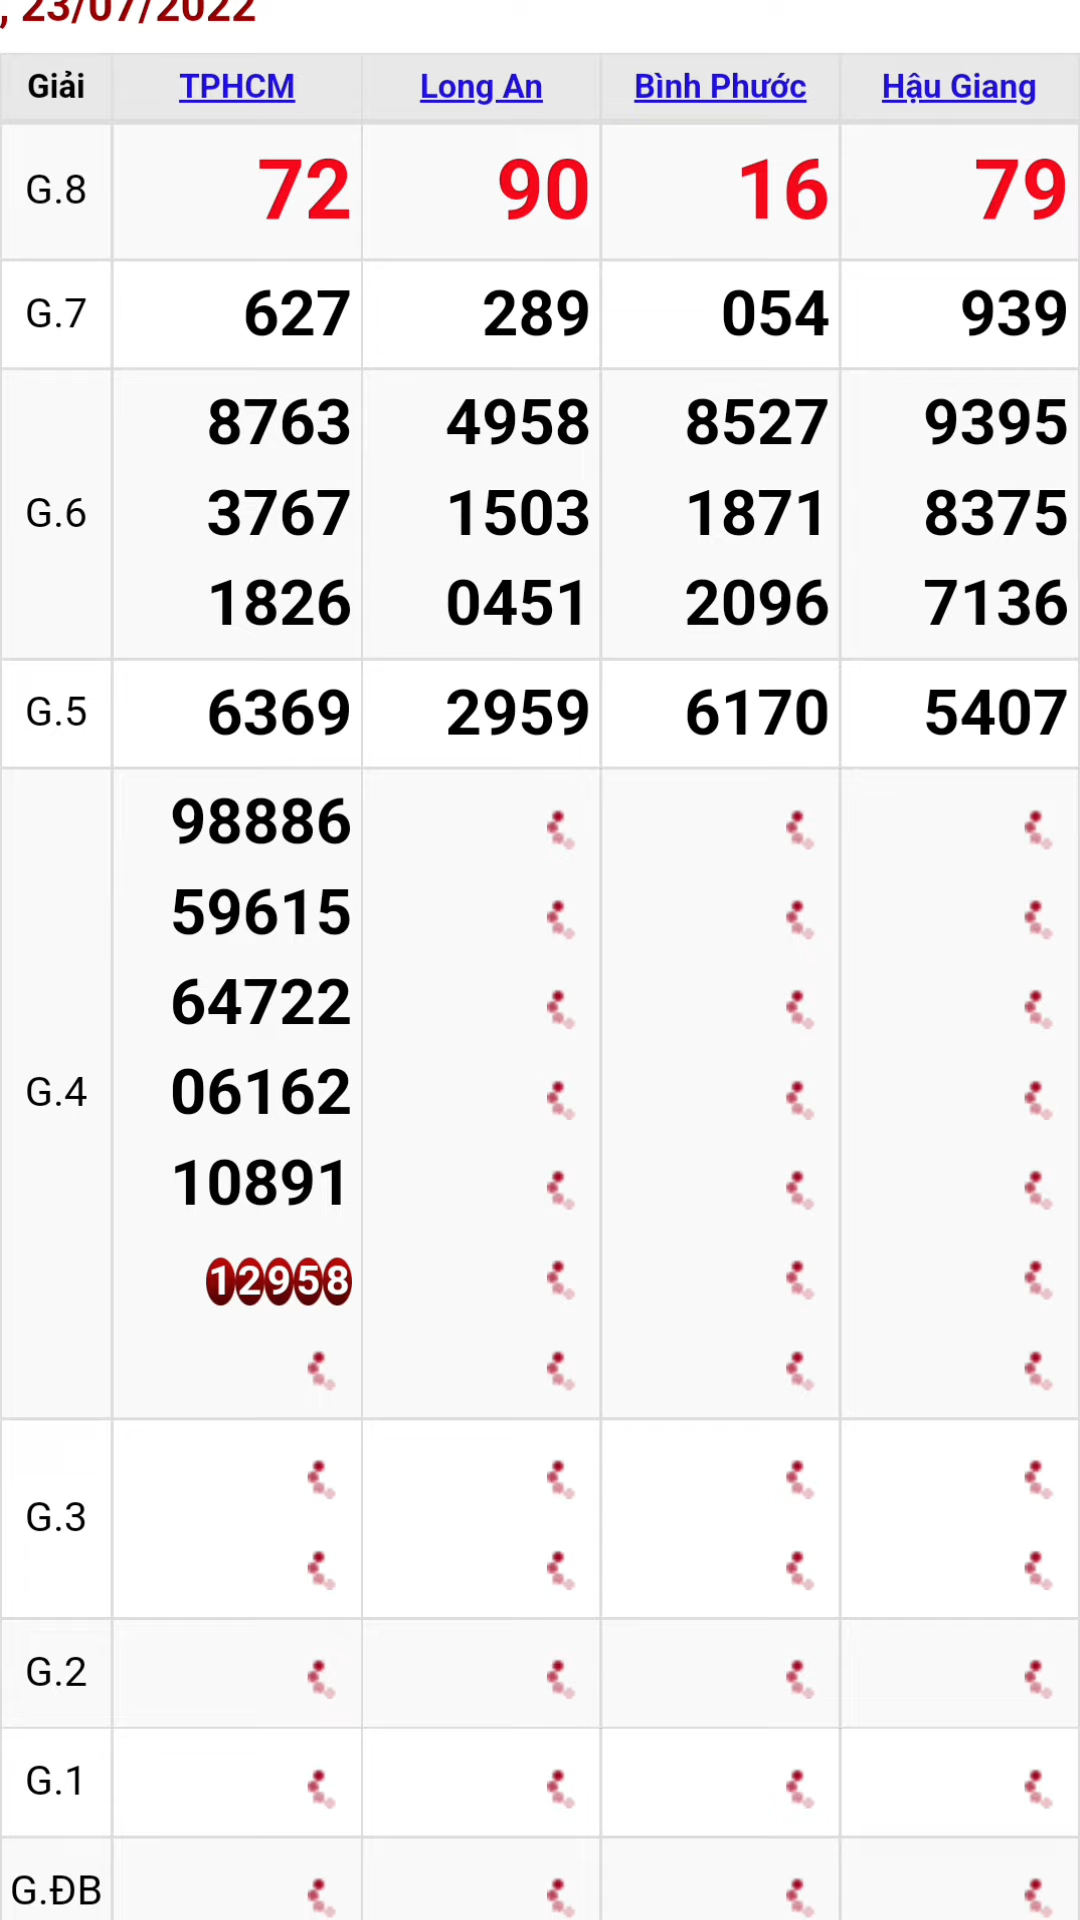 , 23/07/2022
Giải TPHCM Long An Bình Phước Hậu Giang
G.8 72 90 16 79
G.7 627 289 054 939
8763 4958 8527 9395
G.6 3767 1503 1871 8375
1826 0451 2096 7136
G.5 6369 2959 6170 5407
98886
59615
64722
G.4 06162
10891
12958
G.3
G.2
G.1
G.ĐB